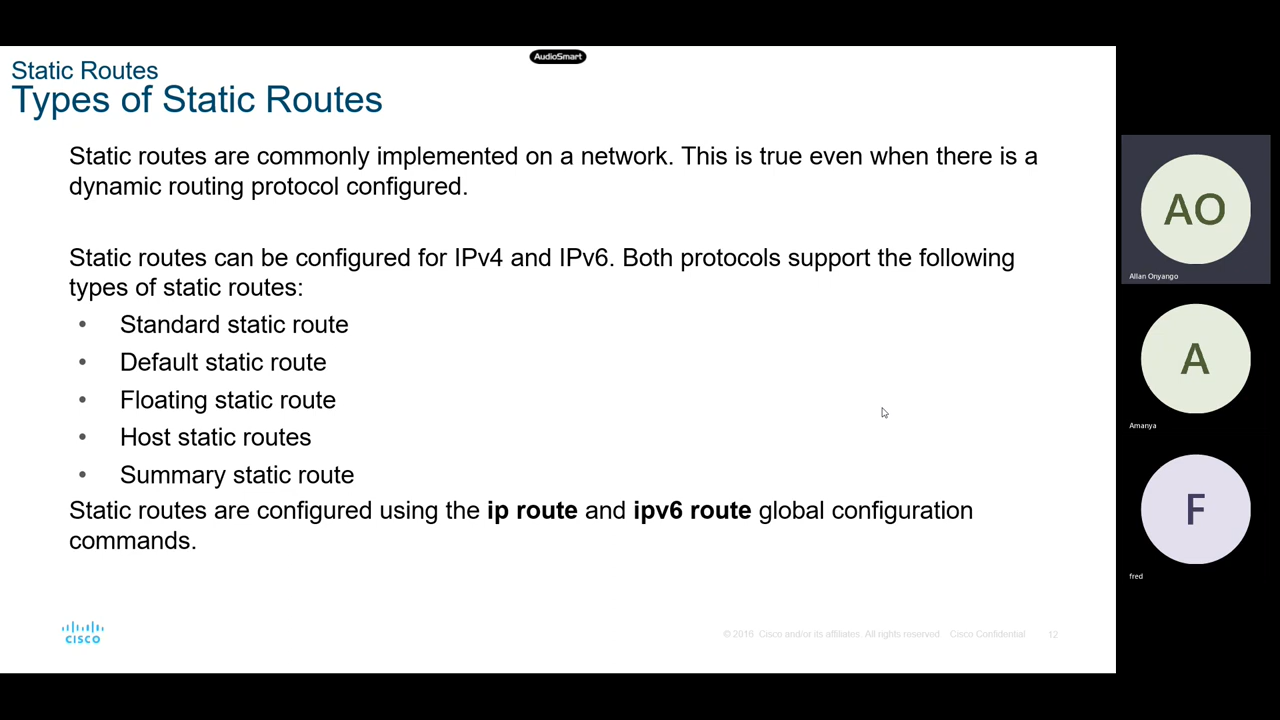 AudioSmart
Static Routes
Types of Static Routes
Static routes are commonly implemented on a network. This is true even when there is a
dynamic routing protocol configured.
Static routes can be configured for IPv4 and IPv6. Both protocols support the following
types of static routes:
• Standard static route
• Default static route
• Floating static route
• Host static routes
• Summary static route
Static routes are configured using the ip route and ipv6 route global configuration
commands.
CISCO
© 2016 Cisco and/or its affiliates. All rights reserved. Cisco Confidential 12
AO
Allan Onyango
A
Amanya
F
fred